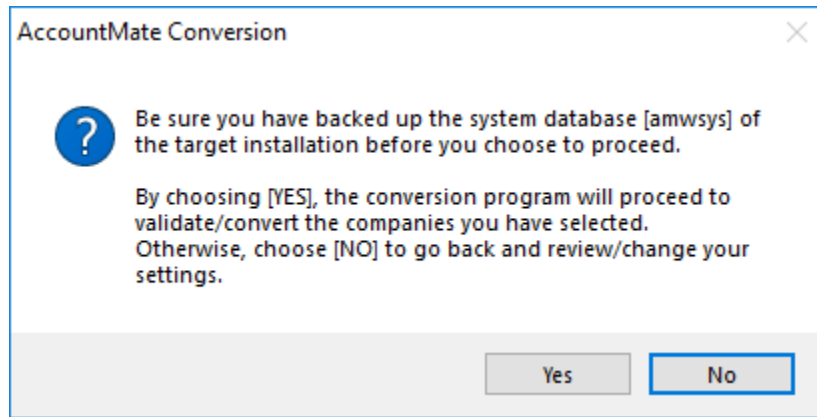 AccountMate Conversion
Be sure you have backed up the system database [amwsys] of
the target installation before you choose to proceed.
By choosing [YES], the conversion program will proceed to
validate/convert the companies you have selected.
Otherwise, choose [NO] to go back and review/change your
settings.
Yes
No